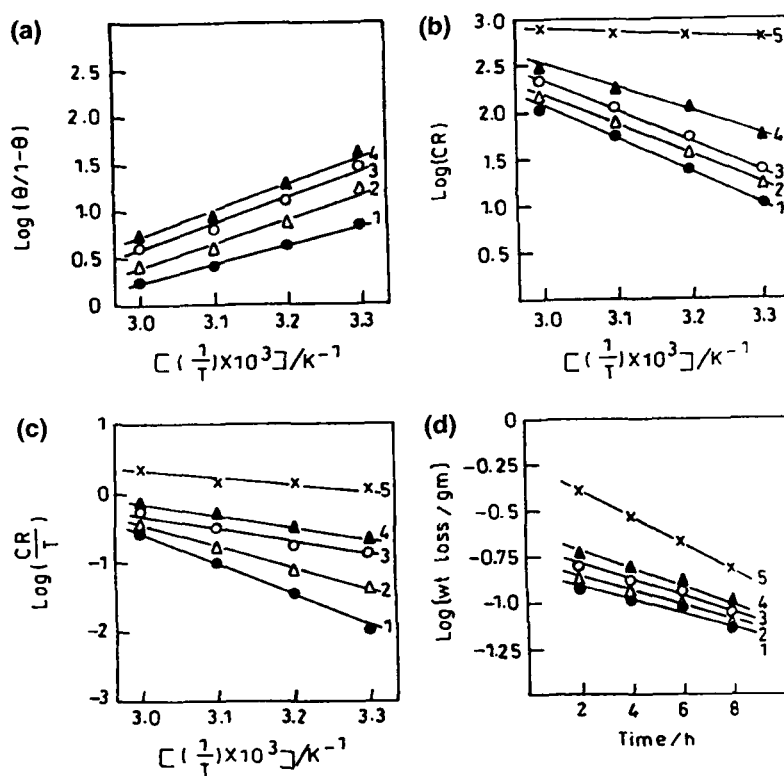 (a)
2.5
2.0
1.5
1.0
0.5
0
Log (θ/1-θ)
4
3
2
1
3.0 3.1 3.2 3.3
[(1/T)×10³]/K⁻¹
(b)
3.0
2.5
2.0
1.5
1.0
0.5
Log(CR)
5
4
3
2
1
3.0 3.1 3.2 3.3
[(1/T)×10³]/K⁻¹
(c)
1
0
-1
-2
-3
Log(CR/T)
5
4
3
2
1
3.0 3.1 3.2 3.3
[(1/T)×10³]/K⁻¹
(d)
0
-0.25
-0.5
-0.75
-1.0
-1.25
Log(wt loss/gm)
5
4
3
2
1
2 4 6 8
Time/h